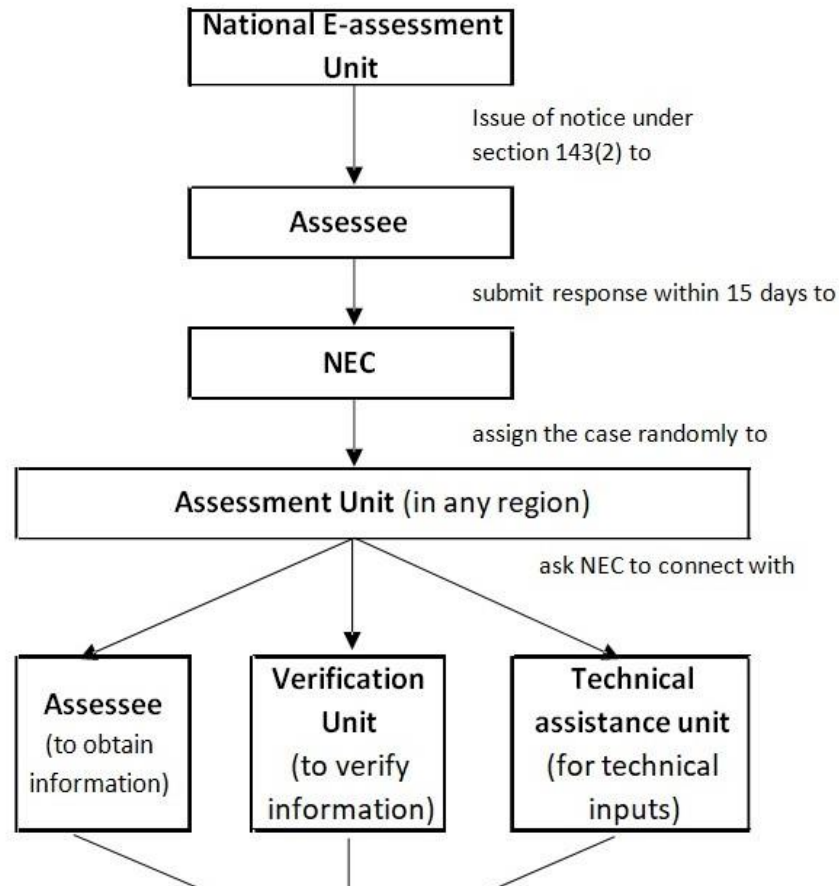 National E-assessment
Unit
Issue of notice under
section 143(2) to
Assessee
submit response within 15 days to
NEC
assign the case randomly to
Assessment Unit (in any region)
ask NEC to connect with
Assessee
(to obtain
information)
Verification
Unit
(to verify
information)
Technical
assistance unit
(for technical
inputs)